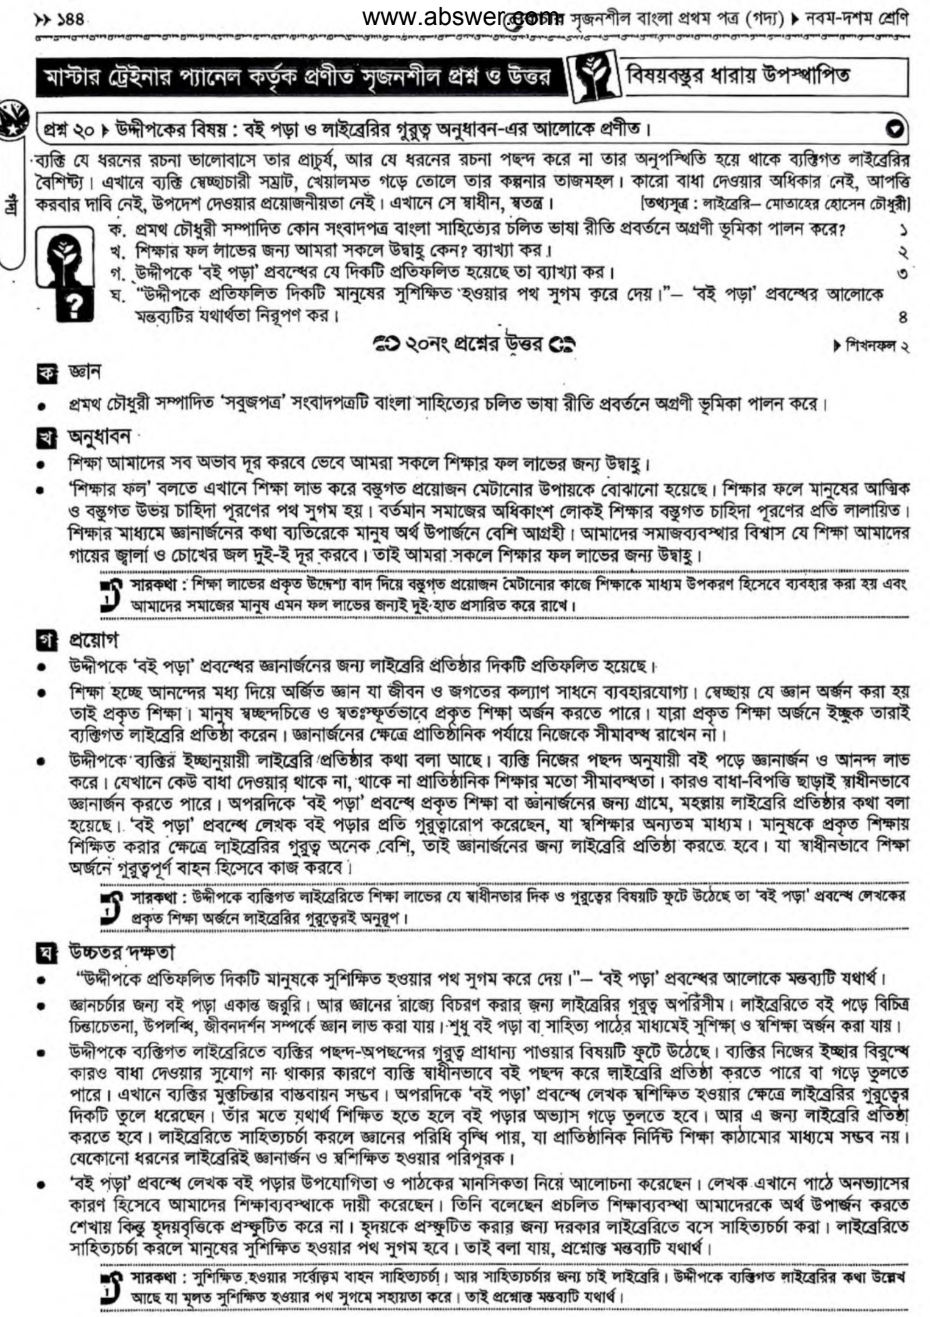 >> ১৪৪
www.abswer.com
সৃজনশীল বাংলা প্রথম পত্র (গদ্য) ▶ নবম-দশম শ্রেণি
মাস্টার ট্রেইনার প্যানেল কর্তৃক প্রণীত সৃজনশীল প্রশ্ন ও উত্তর
বিষয়বস্তুর ধারায় উপস্থাপিত
প্রশ্ন ২০ ▶ উদ্দীপকের বিষয় : বই পড়া ও লাইব্রেরির গুরুত্ব অনুধাবন-এর আলোকে প্রণীত।
গদ্য
ব্যক্তি যে ধরনের রচনা ভালোবাসে তার প্রাচুর্য, আর যে ধরনের রচনা পছন্দ করে না তার অনুপস্থিতি হয়ে থাকে ব্যক্তিগত লাইব্রেরির
বৈশিষ্ট্য। এখানে ব্যক্তি স্বেচ্ছাচারী সম্রাট, খেয়ালমত গড়ে তোলে তার কল্পনার তাজমহল। কারো বাধা দেওয়ার অধিকার নেই, আপত্তি
করবার দাবি নেই, উপদেশ দেওয়ার প্রয়োজনীয়তা নেই। এখানে সে স্বাধীন, স্বতন্ত্র। [তথ্যসূত্র : লাইব্রেরি– মোতাহের হোসেন চৌধুরী]
ক. প্রমথ চৌধুরী সম্পাদিত কোন সংবাদপত্র বাংলা সাহিত্যের চলিত ভাষা রীতি প্রবর্তনে অগ্রণী ভূমিকা পালন করে? ১
খ. শিক্ষার ফল লাভের জন্য আমরা সকলে উদ্বাহু কেন? ব্যাখ্যা কর। ২
গ. উদ্দীপকে ‘বই পড়া’ প্রবন্ধের যে দিকটি প্রতিফলিত হয়েছে তা ব্যাখ্যা কর। ৩
ঘ. “উদ্দীপকে প্রতিফলিত দিকটি মানুষের সুশিক্ষিত হওয়ার পথ সুগম করে দেয়।”– ‘বই পড়া’ প্রবন্ধের আলোকে
মন্তব্যটির যথার্থতা নিরূপণ কর। ৪
২০নং প্রশ্নের উত্তর
▶ শিখনফল ২
ক জ্ঞান
• প্রমথ চৌধুরী সম্পাদিত ‘সবুজপত্র’ সংবাদপত্রটি বাংলা সাহিত্যের চলিত ভাষা রীতি প্রবর্তনে অগ্রণী ভূমিকা পালন করে।
খ অনুধাবন
• শিক্ষা আমাদের সব অভাব দূর করবে ভেবে আমরা সকলে শিক্ষার ফল লাভের জন্য উদ্বাহু।
• ‘শিক্ষার ফল’ বলতে এখানে শিক্ষা লাভ করে বস্তুগত প্রয়োজন মেটানোর উপায়কে বোঝানো হয়েছে। শিক্ষার ফলে মানুষের আত্মিক
ও বস্তুগত উভয় চাহিদা পূরণের পথ সুগম হয়। বর্তমান সমাজের অধিকাংশ লোকই শিক্ষার বস্তুগত চাহিদা পূরণের প্রতি লালায়িত।
শিক্ষার মাধ্যমে জ্ঞানার্জনের কথা ব্যতিরেকে মানুষ অর্থ উপার্জনে বেশি আগ্রহী। আমাদের সমাজব্যবস্থার বিশ্বাস যে শিক্ষা আমাদের
গায়ের জ্বালা ও চোখের জল দুই-ই দূর করবে। তাই আমরা সকলে শিক্ষার ফল লাভের জন্য উদ্বাহু।
সারকথা : শিক্ষা লাভের প্রকৃত উদ্দেশ্য বাদ দিয়ে বস্তুগত প্রয়োজন মেটানোর কাজে শিক্ষাকে মাধ্যম উপকরণ হিসেবে ব্যবহার করা হয় এবং
আমাদের সমাজের মানুষ এমন ফল লাভের জন্যই দুই হাত প্রসারিত করে রাখে।
গ প্রয়োগ
• উদ্দীপকে ‘বই পড়া’ প্রবন্ধের জ্ঞানার্জনের জন্য লাইব্রেরি প্রতিষ্ঠার দিকটি প্রতিফলিত হয়েছে।
• শিক্ষা হচ্ছে আনন্দের মধ্য দিয়ে অর্জিত জ্ঞান যা জীবন ও জগতের কল্যাণ সাধনে ব্যবহারযোগ্য। স্বেচ্ছায় যে জ্ঞান অর্জন করা হয়
তাই প্রকৃত শিক্ষা। মানুষ স্বচ্ছন্দচিত্তে ও স্বতঃস্ফূর্তভাবে প্রকৃত শিক্ষা অর্জন করতে পারে। যারা প্রকৃত শিক্ষা অর্জনে ইচ্ছুক তারাই
ব্যক্তিগত লাইব্রেরি প্রতিষ্ঠা করেন। জ্ঞানার্জনের ক্ষেত্রে প্রাতিষ্ঠানিক পর্যায়ে নিজেকে সীমাবদ্ধ রাখেন না।
• উদ্দীপকে ব্যক্তির ইচ্ছানুযায়ী লাইব্রেরি প্রতিষ্ঠার কথা বলা আছে। ব্যক্তি নিজের পছন্দ অনুযায়ী বই পড়ে জ্ঞানার্জন ও আনন্দ লাভ
করে। যেখানে কেউ বাধা দেওয়ার থাকে না, থাকে না প্রাতিষ্ঠানিক শিক্ষার মতো সীমাবদ্ধতা। কারও বাধা-বিপত্তি ছাড়াই স্বাধীনভাবে
জ্ঞানার্জন করতে পারে। অপরদিকে ‘বই পড়া’ প্রবন্ধে প্রকৃত শিক্ষা বা জ্ঞানার্জনের জন্য গ্রামে, মহল্লায় লাইব্রেরি প্রতিষ্ঠার কথা বলা
হয়েছে। ‘বই পড়া’ প্রবন্ধে লেখক বই পড়ার প্রতি গুরুত্বারোপ করেছেন, যা স্বশিক্ষার অন্যতম মাধ্যম। মানুষকে প্রকৃত শিক্ষায়
শিক্ষিত করার ক্ষেত্রে লাইব্রেরির গুরুত্ব অনেক বেশি, তাই জ্ঞানার্জনের জন্য লাইব্রেরি প্রতিষ্ঠা করতে হবে। যা স্বাধীনভাবে শিক্ষা
অর্জনে গুরুত্বপূর্ণ বাহন হিসেবে কাজ করবে।
সারকথা : উদ্দীপকে ব্যক্তিগত লাইব্রেরিতে শিক্ষা লাভের যে স্বাধীনতার দিক ও গুরুত্বের বিষয়টি ফুটে উঠেছে তা ‘বই পড়া’ প্রবন্ধে লেখকের
প্রকৃত শিক্ষা অর্জনে লাইব্রেরির গুরুত্বেরই অনুরূপ।
ঘ উচ্চতর দক্ষতা
• “উদ্দীপকে প্রতিফলিত দিকটি মানুষকে সুশিক্ষিত হওয়ার পথ সুগম করে দেয়।”– ‘বই পড়া’ প্রবন্ধের আলোকে মন্তব্যটি যথার্থ।
• জ্ঞানচর্চার জন্য বই পড়া একান্ত জরুরি। আর জ্ঞানের রাজ্যে বিচরণ করার জন্য লাইব্রেরির গুরুত্ব অপরিসীম। লাইব্রেরিতে বই পড়ে বিচিত্র
চিন্তাচেতনা, উপলব্ধি, জীবনদর্শন সম্পর্কে জ্ঞান লাভ করা যায়। শুধু বই পড়া বা সাহিত্য পাঠের মাধ্যমেই সুশিক্ষা ও স্বশিক্ষা অর্জন করা যায়।
• উদ্দীপকে ব্যক্তিগত লাইব্রেরিতে ব্যক্তির পছন্দ-অপছন্দের গুরুত্ব প্রাধান্য পাওয়ার বিষয়টি ফুটে উঠেছে। ব্যক্তির নিজের ইচ্ছার বিরুদ্ধে
কারও বাধা দেওয়ার সুযোগ না থাকার কারণে ব্যক্তি স্বাধীনভাবে বই পছন্দ করে লাইব্রেরি প্রতিষ্ঠা করতে পারে বা গড়ে তুলতে
পারে। এখানে ব্যক্তির মুক্তচিন্তার বাস্তবায়ন সম্ভব। অপরদিকে ‘বই পড়া’ প্রবন্ধে লেখক স্বশিক্ষিত হওয়ার ক্ষেত্রে লাইব্রেরির গুরুত্বের
দিকটি তুলে ধরেছেন। তাঁর মতে যথার্থ শিক্ষিত হতে হলে বই পড়ার অভ্যাস গড়ে তুলতে হবে। আর এ জন্য লাইব্রেরি প্রতিষ্ঠা
করতে হবে। লাইব্রেরিতে সাহিত্যচর্চা করলে জ্ঞানের পরিধি বৃদ্ধি পায়, যা প্রাতিষ্ঠানিক নির্দিষ্ট শিক্ষা কাঠামোর মাধ্যমে সম্ভব নয়।
যেকোনো ধরনের লাইব্রেরিই জ্ঞানার্জন ও স্বশিক্ষিত হওয়ার পরিপূরক।
• ‘বই পড়া’ প্রবন্ধে লেখক বই পড়ার উপযোগিতা ও পাঠকের মানসিকতা নিয়ে আলোচনা করেছেন। লেখক এখানে পাঠে অনভ্যাসের
কারণ হিসেবে আমাদের শিক্ষাব্যবস্থাকে দায়ী করেছেন। তিনি বলেছেন প্রচলিত শিক্ষাব্যবস্থা আমাদেরকে অর্থ উপার্জন করতে
শেখায় কিন্তু হৃদয়বৃত্তিকে প্রস্ফুটিত করে না। হৃদয়কে প্রস্ফুটিত করার জন্য দরকার লাইব্রেরিতে বসে সাহিত্যচর্চা করা। লাইব্রেরিতে
সাহিত্যচর্চা করলে মানুষের সুশিক্ষিত হওয়ার পথ সুগম হবে। তাই বলা যায়, প্রশ্নোক্ত মন্তব্যটি যথার্থ।
সারকথা : সুশিক্ষিত হওয়ার সর্বোত্তম বাহন সাহিত্যচর্চা। আর সাহিত্যচর্চার জন্য চাই লাইব্রেরি। উদ্দীপকে ব্যক্তিগত লাইব্রেরির কথা উল্লেখ
আছে যা মূলত সুশিক্ষিত হওয়ার পথ সুগমে সহায়তা করে। তাই প্রশ্নোক্ত মন্তব্যটি যথার্থ।